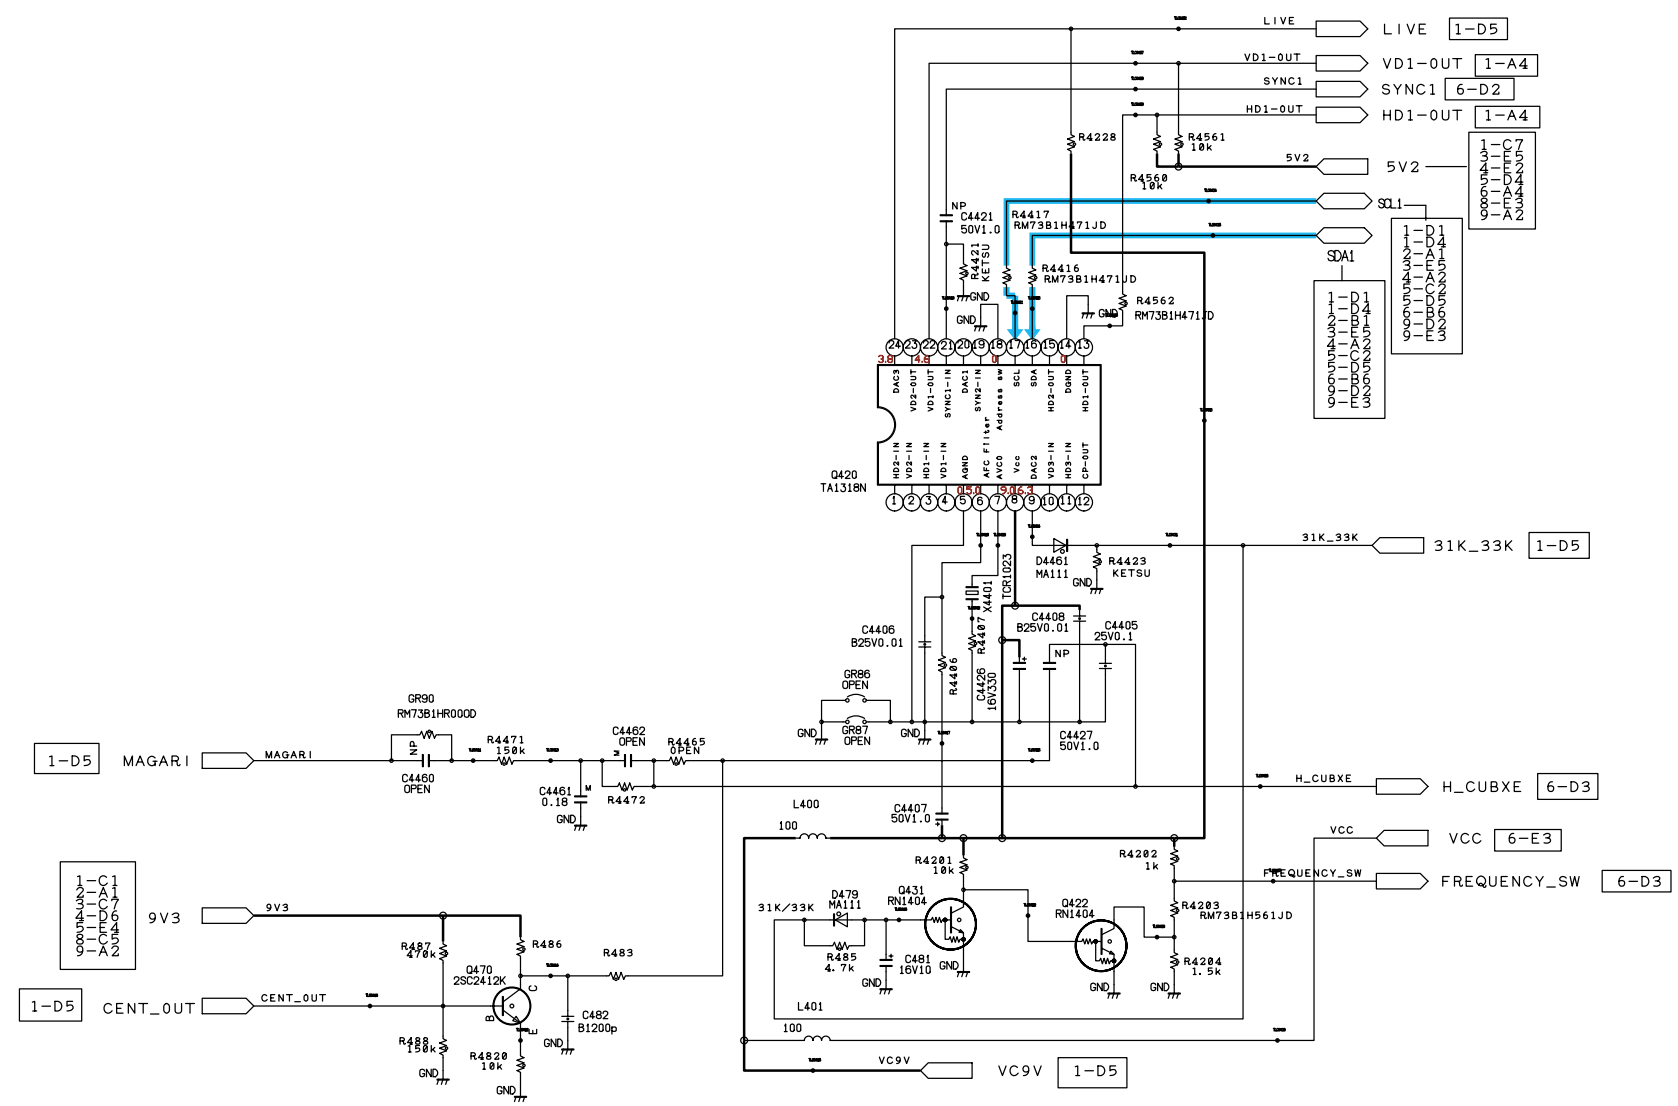 LIVE LIVE 1-D5
VD1-OUT VD1-OUT 1-A4
SYNC1 SYNC1 6-D2
HD1-OUT HD1-OUT 1-A4
R4228
R4561
10k
R4560
10k
5V2 5V2
1-C7
3-E5
4-E2
5-D4
6-A4
8-E3
9-A2
SCL1
1-D1
1-D4
2-A1
3-E5
4-A2
5-C2
5-D5
6-B6
9-D2
9-E3
SDA1
1-D1
1-D4
2-B1
3-E5
4-A2
5-C2
5-D5
6-B6
9-D2
9-E3
NP
C4421
50V1.0
R4421
KETSU
GND
R4417
RM73B1H471JD
R4416
RM73B1H471JD
GND
GND
R4562
RM73B1H471JD
24 23 22 21 20 19 18 17 16 15 14 13
3.8 4.8 0 0
DAC3
VD2-OUT
VD1-OUT
SYNC1-IN
DAC1
SYN2-IN
Address sw
SCL
SDA
HD2-OUT
DGND
HD1-OUT
HD2-IN
VD2-IN
HD1-IN
VD1-IN
AGND
AFC Filter
AVCO
Vcc
DAC2
VD3-IN
HD3-IN
CP-OUT
Q420
TA1318N
0 5.0 9.0 6.3
1 2 3 4 5 6 7 8 9 10 11 12
D4461
MA111
R4423
KETSU
GND
31K_33K 31K_33K 1-D5
TCR1023
X4401
R4407
C4406
B25V0.01
R4406
C4408
B25V0.01
C4405
25V0.1
NP
C4426
16V330
C4427
50V1.0
GR86
OPEN
GR87
OPEN
GND
GND
GR90
RM73B1HR000D
1-D5 MAGARI MAGARI
NP
C4460
OPEN
R4471
150k
C4461
0.18
M
GND
C4462
OPEN
M
R4472
R4465
OPEN
H_CUBXE H_CUBXE 6-D3
C4407
50V1.0
L400
100
VCC VCC 6-E3
R4201
10k
R4202
1k
FREQUENCY_SW FREQUENCY_SW 6-D3
R4203
RM73B1H561JD
R4204
1.5k
GND
31K/33K
D479
MA111
R485
4.7k
C481
16V10
GND
Q431
RN1404
GND
Q422
RN1404
GND
1-C1
2-A1
3-C7
4-D6
5-E4
8-C5
9-A2
9V3 9V3
R487
470k
R486
R483
Q470
2SC2412K
B
C
E
1-D5 CENT_OUT CENT_OUT
C482
B1200p
GND
R488
150k
GND
R4820
10k
GND
L401
100
VC9V VC9V 1-D5